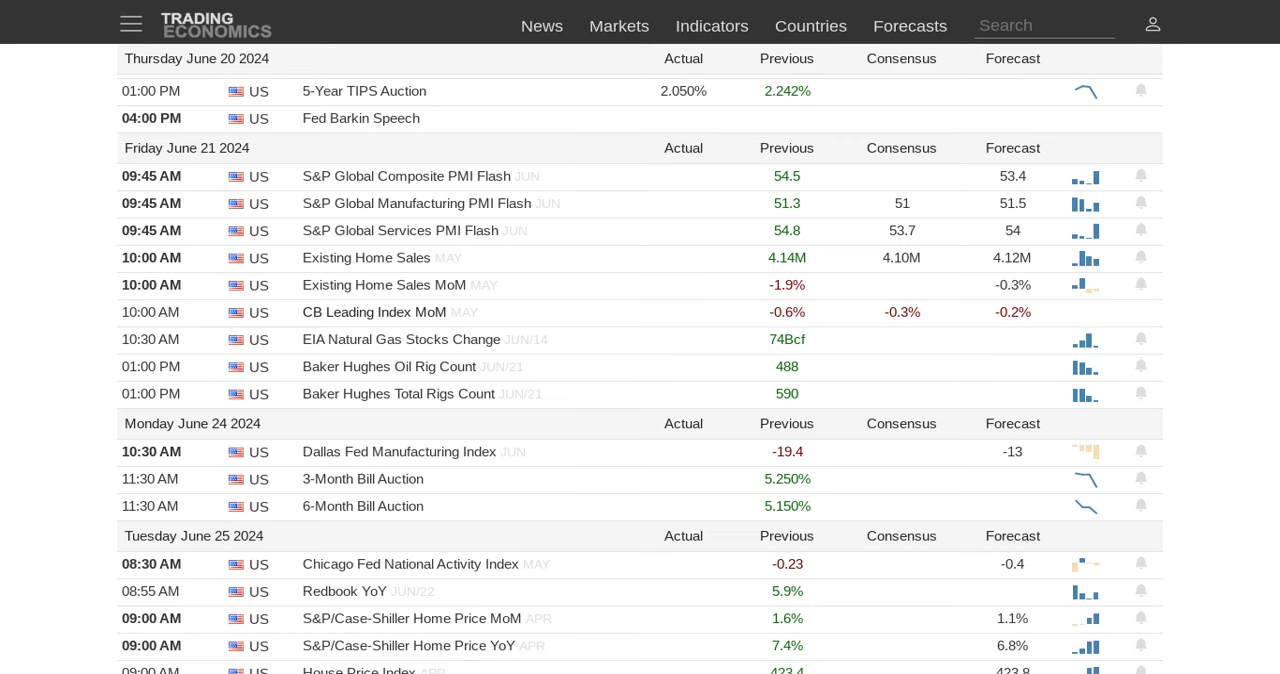 TRADING ECONOMICS News Markets Indicators Countries Forecasts Search
Thursday June 20 2024 Actual Previous Consensus Forecast
01:00 PM US 5-Year TIPS Auction 2.050% 2.242%
04:00 PM US Fed Barkin Speech
Friday June 21 2024 Actual Previous Consensus Forecast
09:45 AM US S&P Global Composite PMI Flash JUN 54.5 53.4
09:45 AM US S&P Global Manufacturing PMI Flash JUN 51.3 51 51.5
09:45 AM US S&P Global Services PMI Flash JUN 54.8 53.7 54
10:00 AM US Existing Home Sales MAY 4.14M 4.10M 4.12M
10:00 AM US Existing Home Sales MoM MAY -1.9% -0.3%
10:00 AM US CB Leading Index MoM MAY -0.6% -0.3% -0.2%
10:30 AM US EIA Natural Gas Stocks Change JUN/14 74Bcf
01:00 PM US Baker Hughes Oil Rig Count JUN/21 488
01:00 PM US Baker Hughes Total Rigs Count JUN/21 590
Monday June 24 2024 Actual Previous Consensus Forecast
10:30 AM US Dallas Fed Manufacturing Index JUN -19.4 -13
11:30 AM US 3-Month Bill Auction 5.250%
11:30 AM US 6-Month Bill Auction 5.150%
Tuesday June 25 2024 Actual Previous Consensus Forecast
08:30 AM US Chicago Fed National Activity Index MAY -0.23 -0.4
08:55 AM US Redbook YoY JUN/22 5.9%
09:00 AM US S&P/Case-Shiller Home Price MoM APR 1.6% 1.1%
09:00 AM US S&P/Case-Shiller Home Price YoY APR 7.4% 6.8%
09:00 AM US House Price Index APR 423.4 423.8